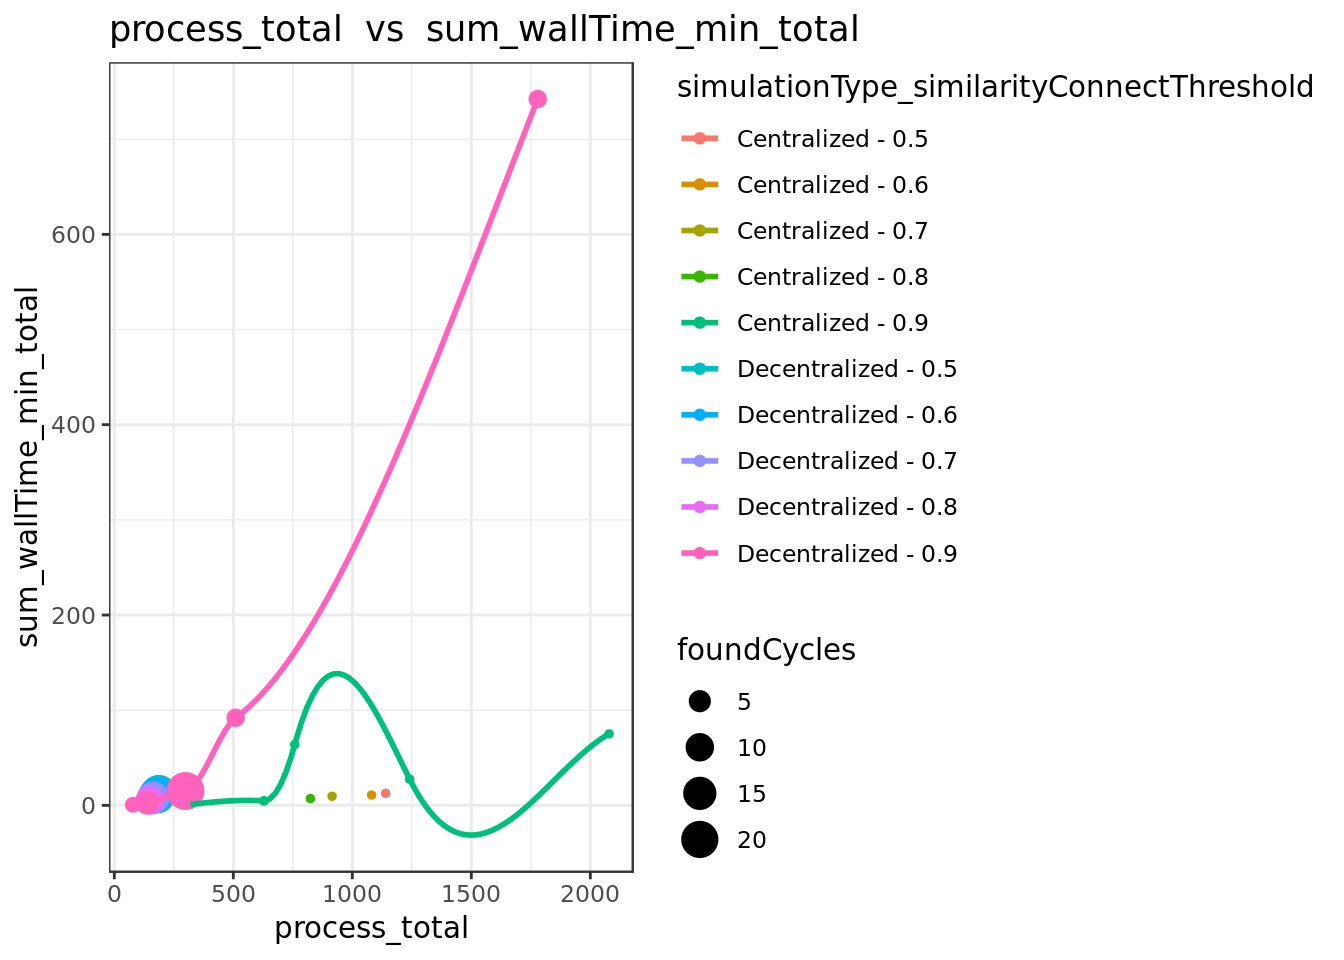 process_total  vs  sum_wallTime_min_total
sum_wallTime_min_total
600
400
200
0
0
500
1000
1500
2000
process_total
simulationType_similarityConnectThreshold
Centralized - 0.5
Centralized - 0.6
Centralized - 0.7
Centralized - 0.8
Centralized - 0.9
Decentralized - 0.5
Decentralized - 0.6
Decentralized - 0.7
Decentralized - 0.8
Decentralized - 0.9
foundCycles
5
10
15
20